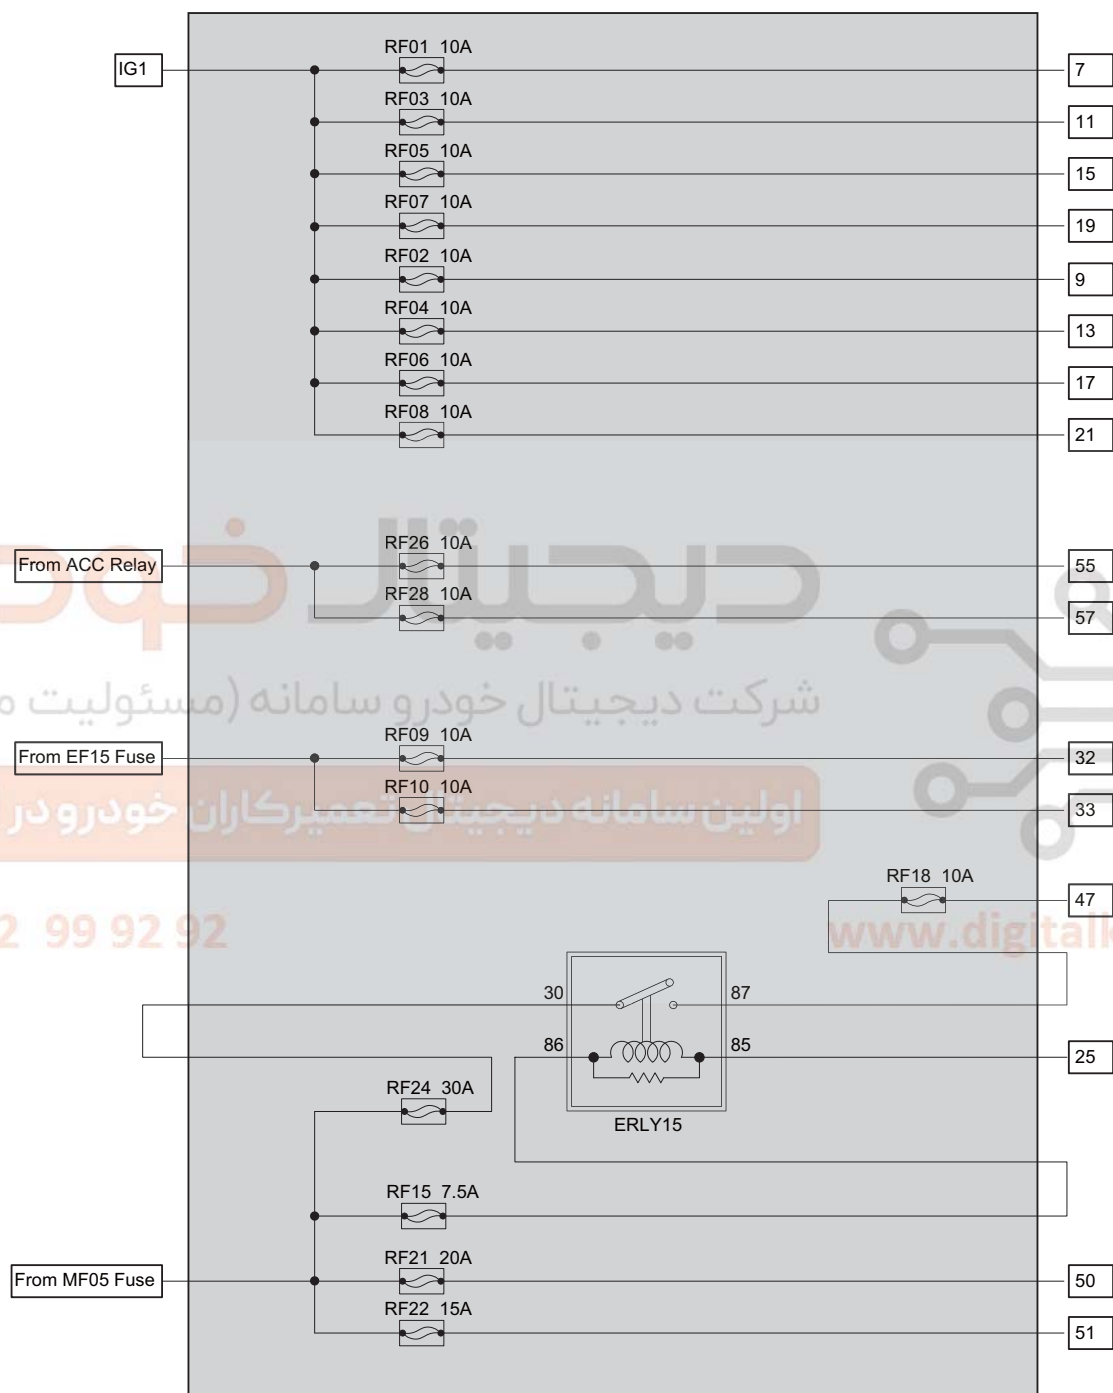 RF01 10A
IG1
7
RF03 10A
11
RF05 10A
15
RF07 10A
19
RF02 10A
9
RF04 10A
13
RF06 10A
17
RF08 10A
21
دیجیتال خود
RF26 10A
From ACC Relay
55
RF28 10A
57
شرکت دیجیتال خودرو سامانه (مسئولیت
RF09 10A
From EF15 Fuse
32
RF10 10A
33
اولین سامانه دیجیتال تعمیرکاران خودرو در
RF18 10A
47
2 99 92 92
www.digitalk
30
87
86
85
25
RF24 30A
ERLY15
RF15 7.5A
RF21 20A
From MF05 Fuse
50
RF22 15A
51